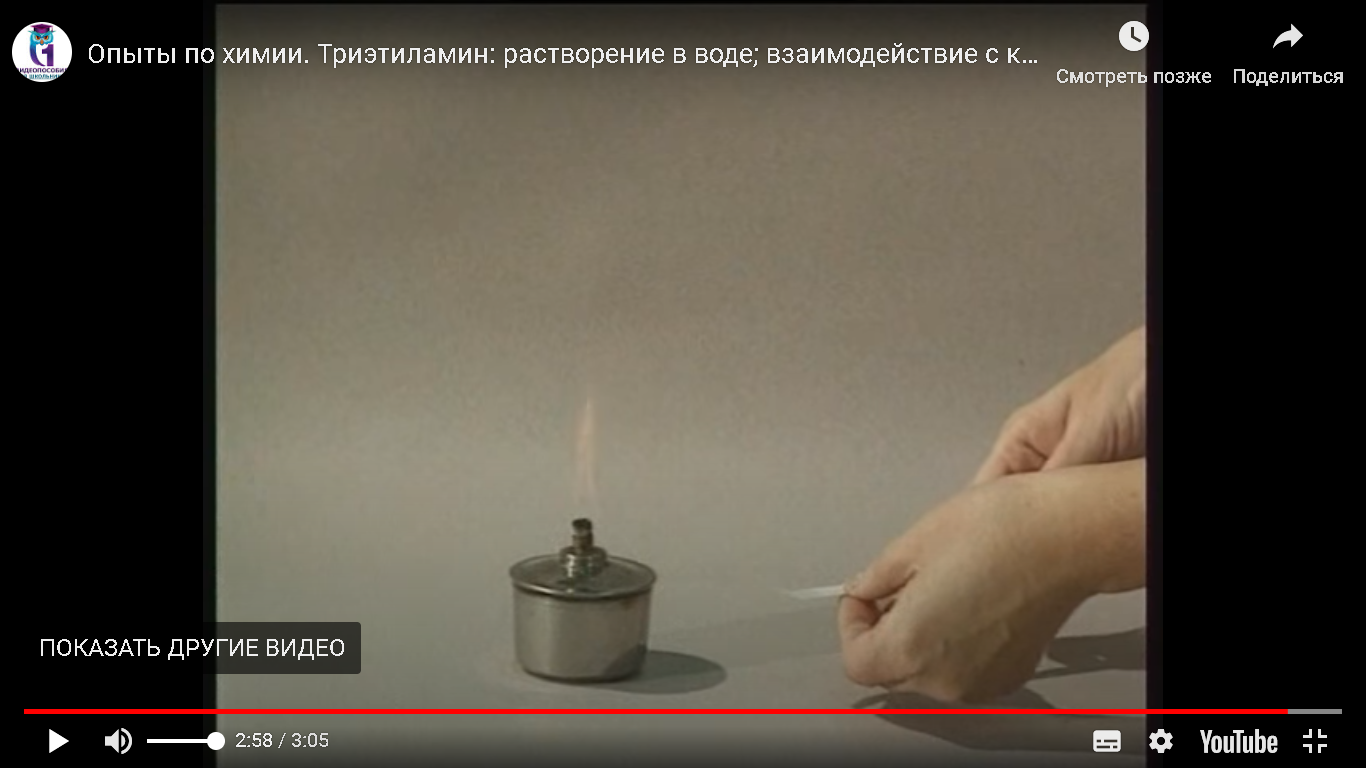 Опыты по химии. Триэтиламин: растворение в воде; взаимодействие с к...
Смотреть позже
Поделиться
ПОКАЗАТЬ ДРУГИЕ ВИДЕО
2:58 / 3:05
YouTube